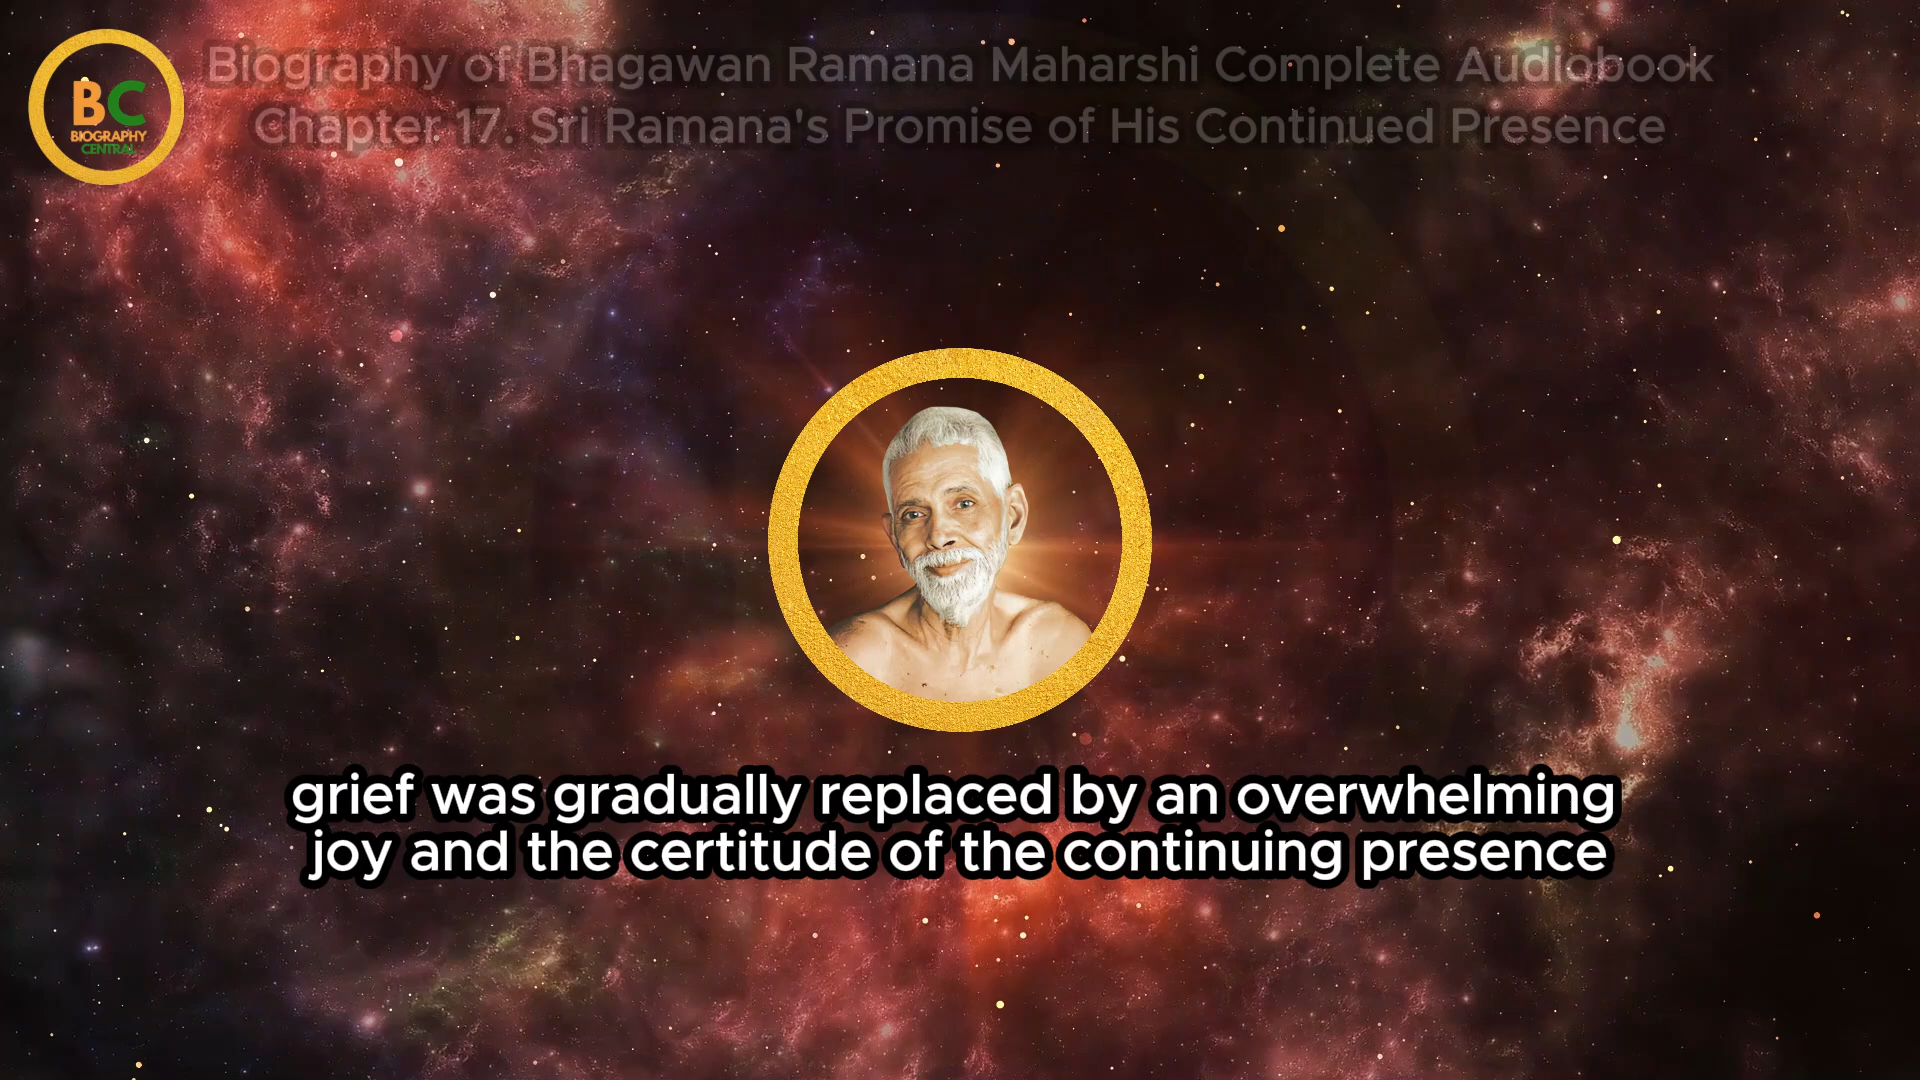 BC
BIOGRAPHY
CENTRAL
Biography of Bhagawan Ramana Maharshi Complete Audiobook
Chapter 17. Sri Ramana's Promise of His Continued Presence
grief was gradually replaced by an overwhelming
joy and the certitude of the continuing presence